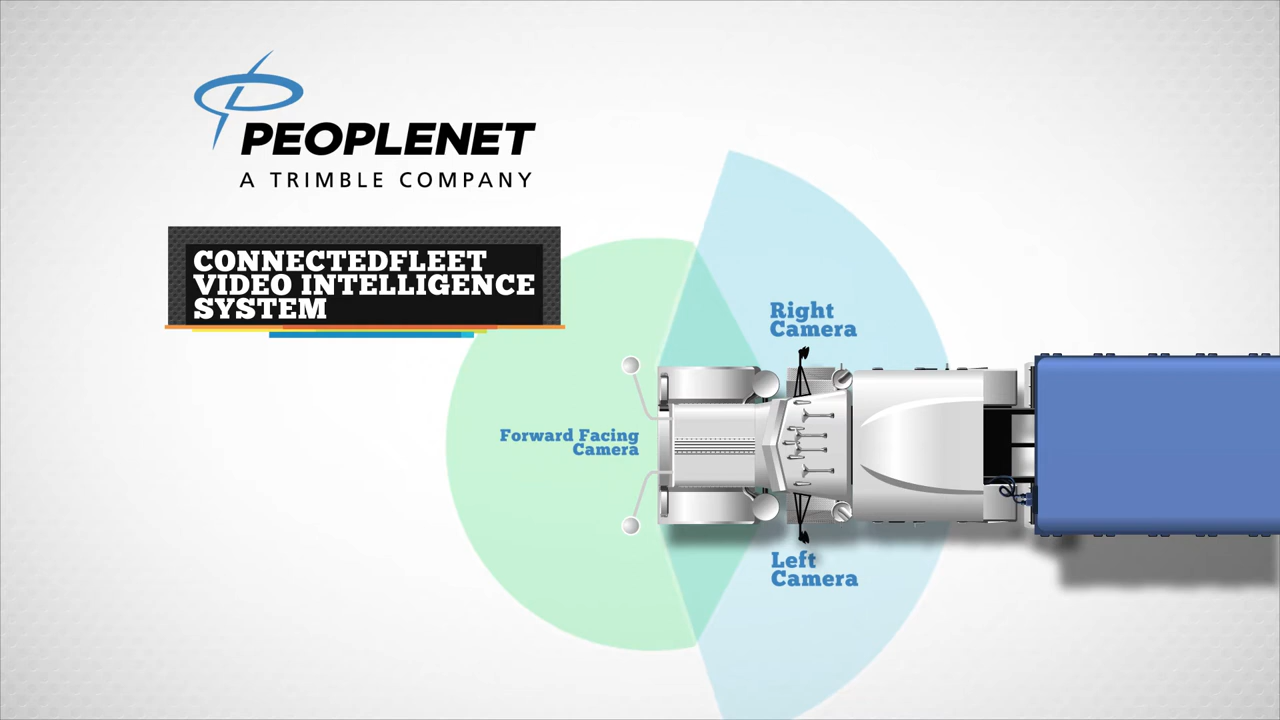 PEOPLENET
A TRIMBLE COMPANY
CONNECTEDFLEET
VIDEO INTELLIGENCE
SYSTEM
Right
Camera
Forward Facing
Camera
Left
Camera